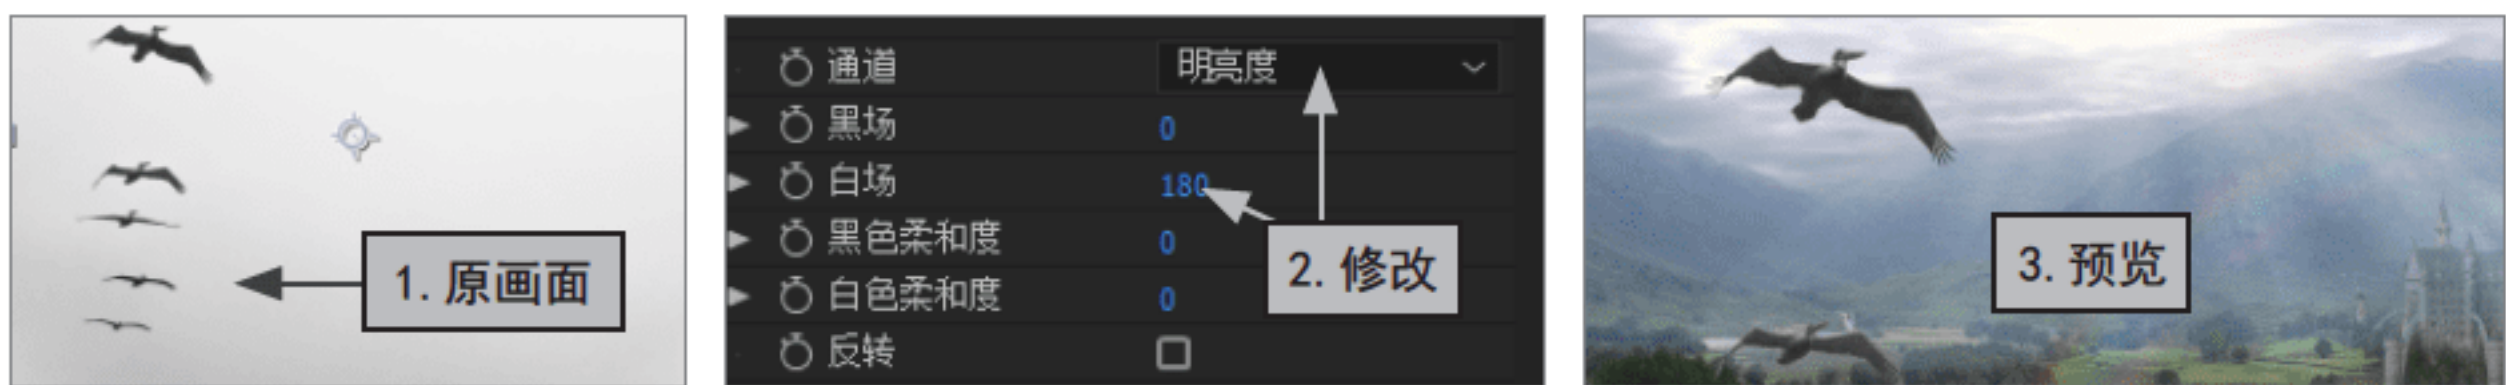 1.原画面
通道 明亮度
黑场 0
白场 180
黑色柔和度 0
白色柔和度 0
反转
2.修改
3.预览